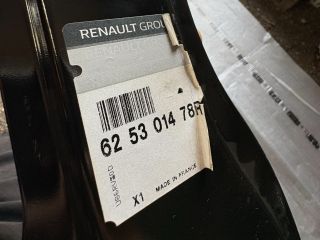 RENAULT GROU
62 53 014 78R
X1
MADE IN FRANCE